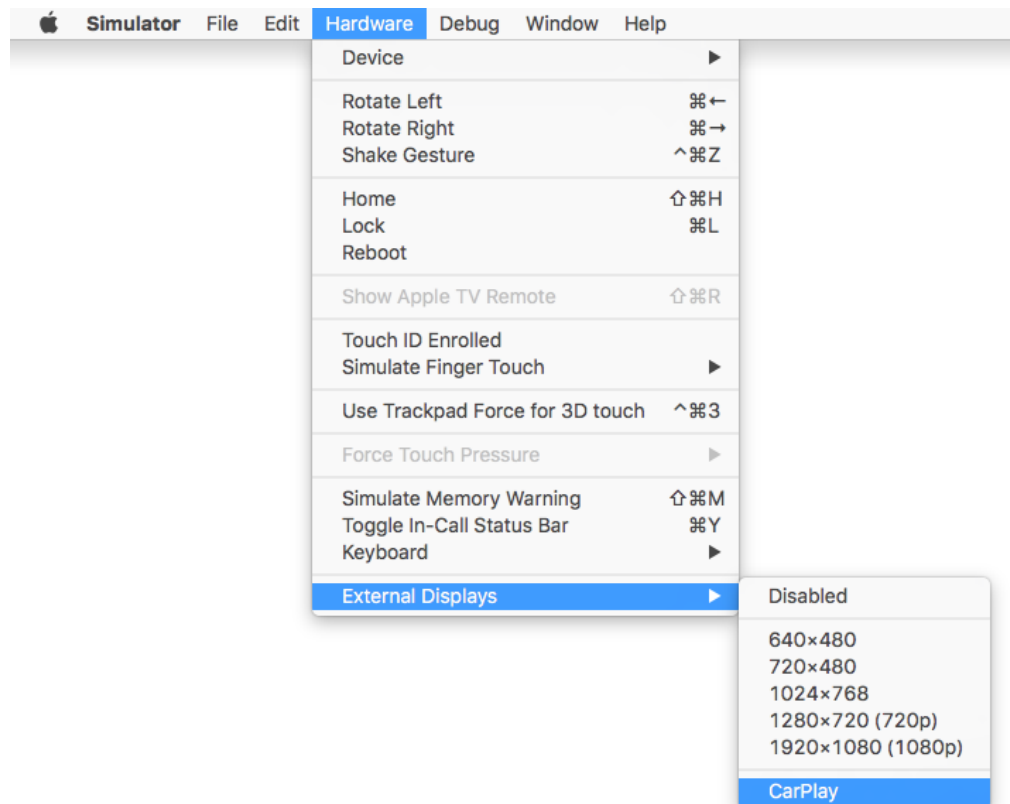 Simulator File Edit Hardware Debug Window Help
Device ▶
Rotate Left ⌘←
Rotate Right ⌘→
Shake Gesture ^⌘Z
Home ⇧⌘H
Lock ⌘L
Reboot
Show Apple TV Remote ⇧⌘R
Touch ID Enrolled
Simulate Finger Touch ▶
Use Trackpad Force for 3D touch ^⌘3
Force Touch Pressure ▶
Simulate Memory Warning ⇧⌘M
Toggle In-Call Status Bar ⌘Y
Keyboard ▶
External Displays ▶
Disabled
640×480
720×480
1024×768
1280×720 (720p)
1920×1080 (1080p)
CarPlay